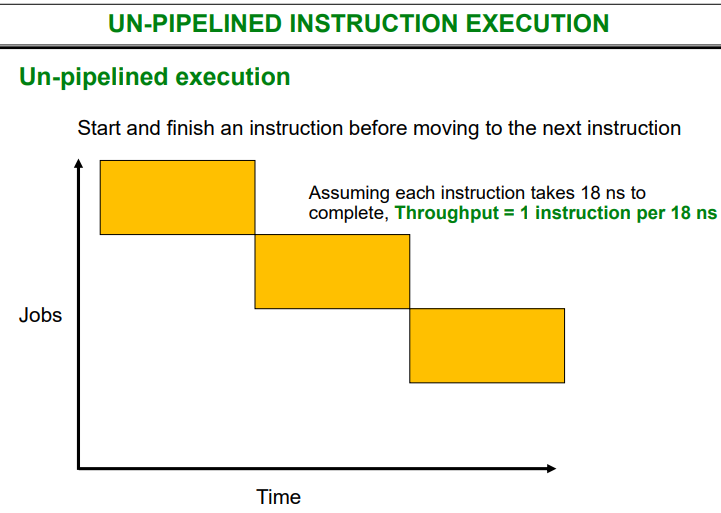 UN-PIPELINED INSTRUCTION EXECUTION
Un-pipelined execution
Start and finish an instruction before moving to the next instruction
Assuming each instruction takes 18 ns to
complete, Throughput = 1 instruction per 18 ns
Jobs
Time